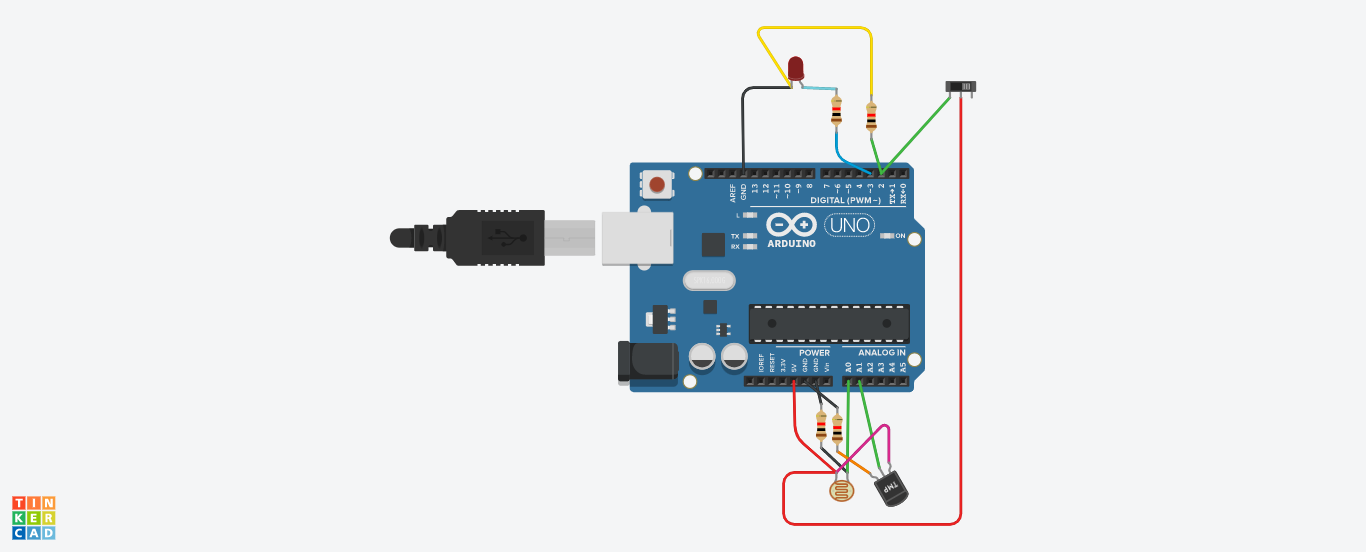 AREF
GND
13
12
~11
~10
~9
8
7
~6
~5
4
~3
2
TX→1
RX←0
DIGITAL (PWM~)
L
TX
RX
UNO
ARDUINO
ON
POWER
ANALOG IN
IOREF
RESET
3.3V
5V
GND
GND
Vin
A0
A1
A2
A3
A4
A5
TMP
TIN
KER
CAD